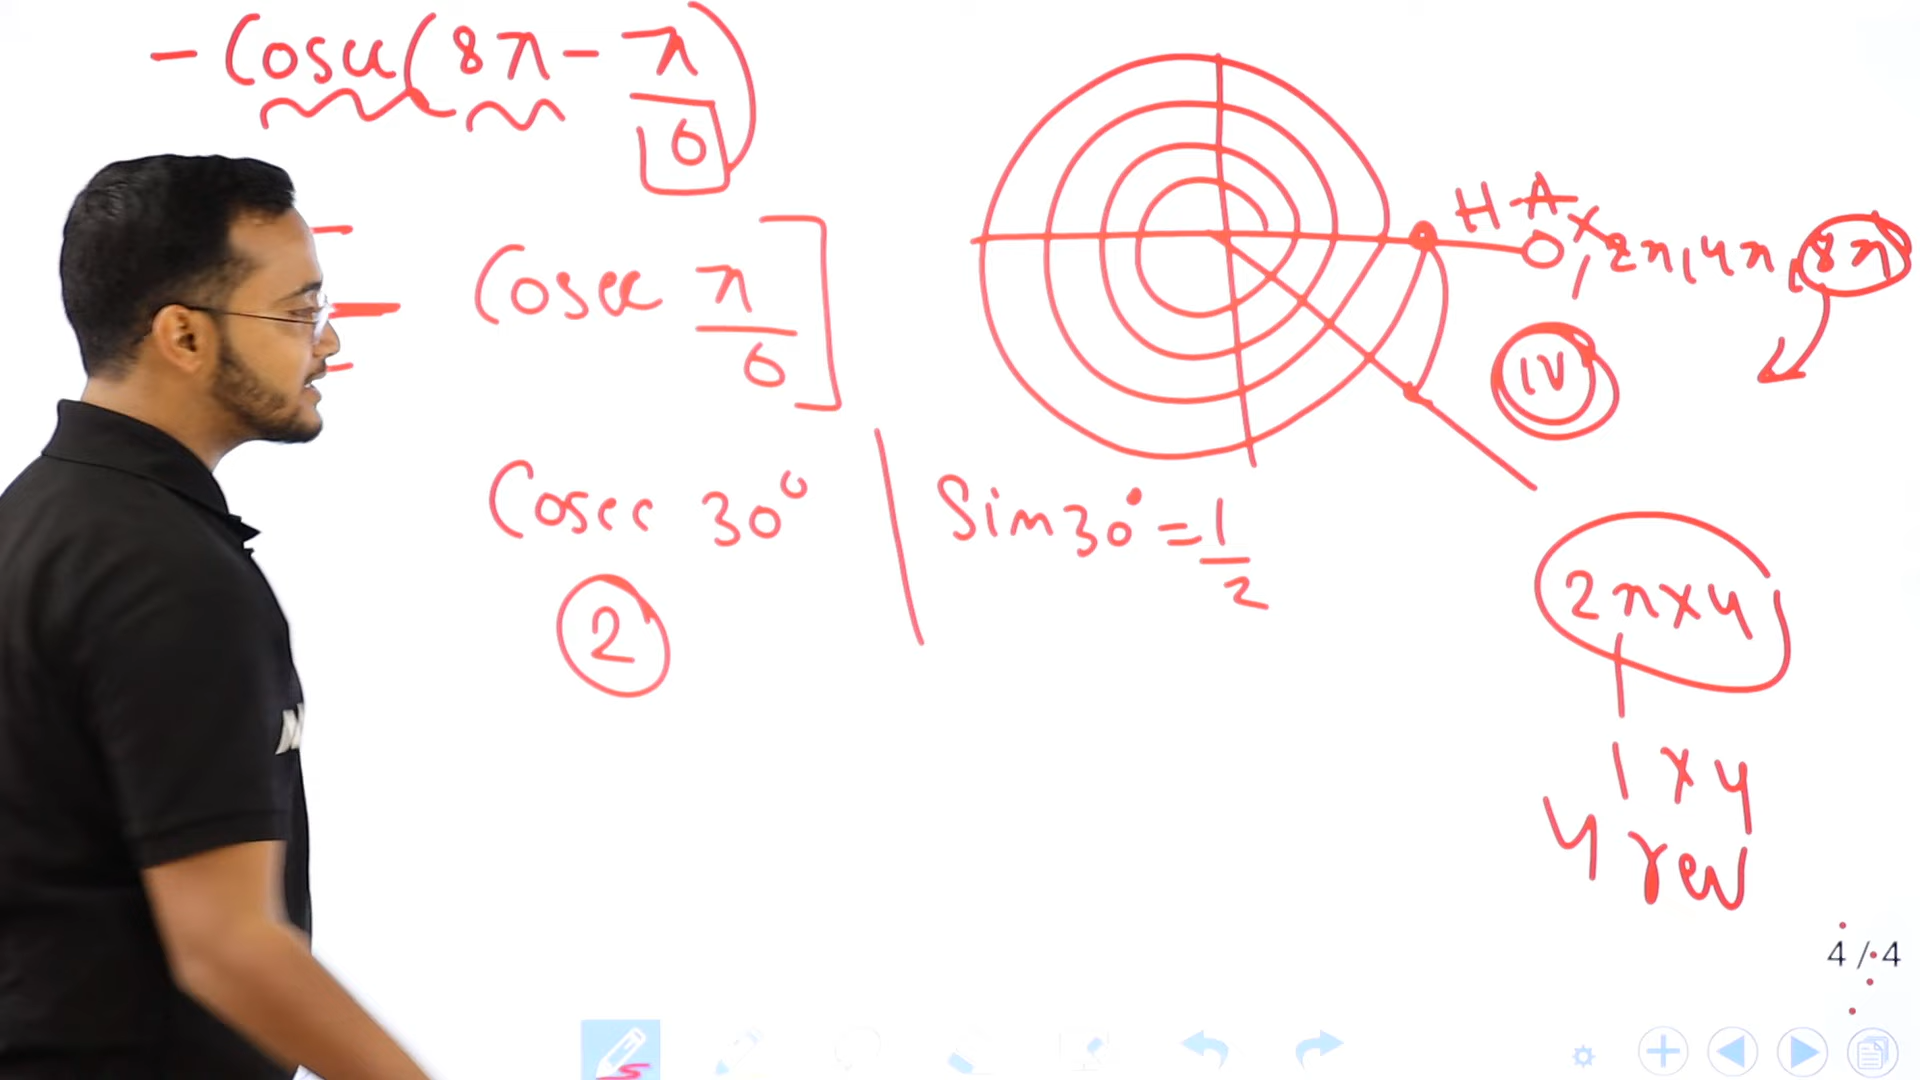 - Cosec(8π - π/6)
= - [ - Cosec π/6 ]
H-Ax, 2π, 4π, 8π
IV
Cosec 30°
Sin30° = 1/2
2
2π×4
1×4
4 rev
4 / 4